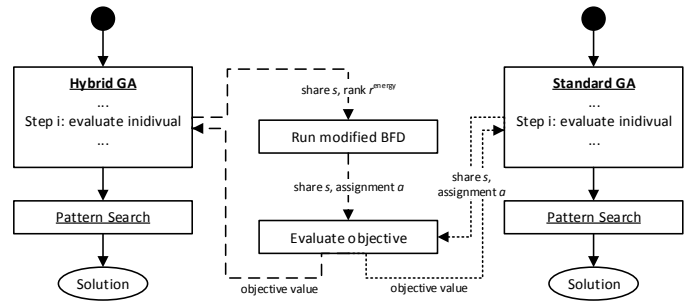 Hybrid GA
...
Step i: evaluate inidivual
...
Pattern Search
Solution
share s, rank r^energy
Run modified BFD
share s, assignment a
Evaluate objective
objective value
objective value
share s,
assignment a
Standard GA
...
Step i: evaluate inidivual
...
Pattern Search
Solution